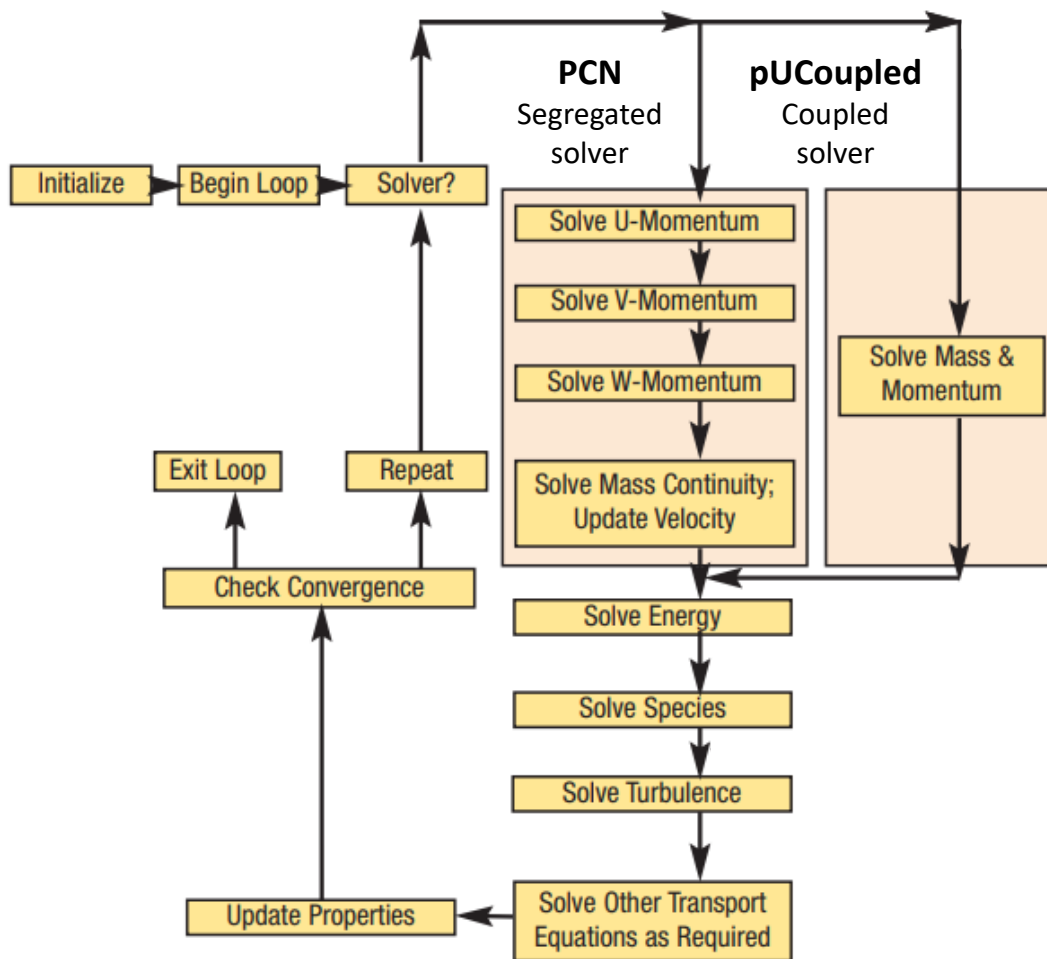 PCN
Segregated
solver
pUCoupled
Coupled
solver
Initialize
Begin Loop
Solver?
Solve U-Momentum
Solve V-Momentum
Solve W-Momentum
Solve Mass Continuity;
Update Velocity
Solve Mass &
Momentum
Exit Loop
Repeat
Check Convergence
Solve Energy
Solve Species
Solve Turbulence
Solve Other Transport
Equations as Required
Update Properties